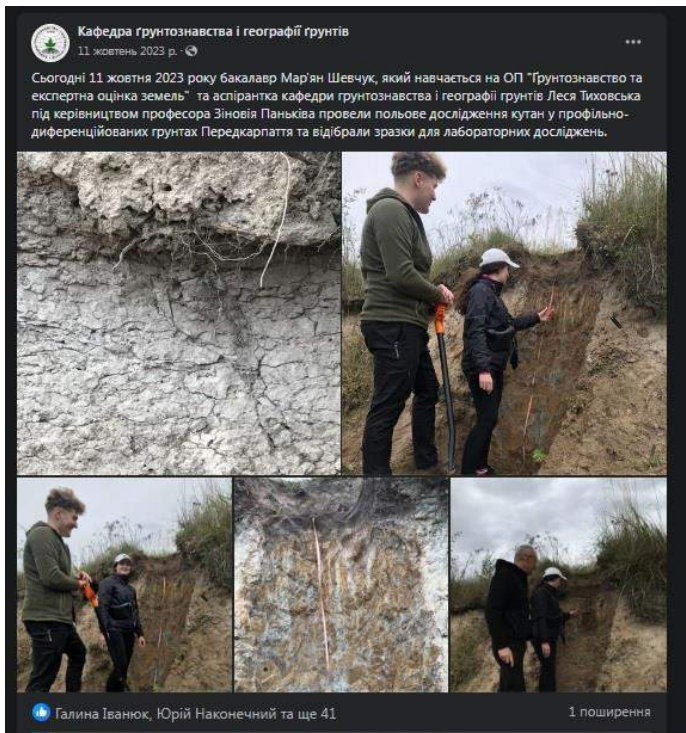 Кафедра ґрунтознавства і географії ґрунтів
11 жовтень 2023 р. ·
Сьогодні 11 жовтня 2023 року бакалавр Мар'ян Шевчук, який навчається на ОП "Ґрунтознавство та
експертна оцінка земель" та аспірантка кафедри грунтознавства і географії грунтів Леся Тиховська
під керівництвом професора Зіновія Паньківа провели польове дослідження кутан у профільно-
диференційованих грунтах Передкарпаття та відібрали зразки для лабораторних досліджень.
Галина Іванюк, Юрій Наконечний та ще 41
1 поширення